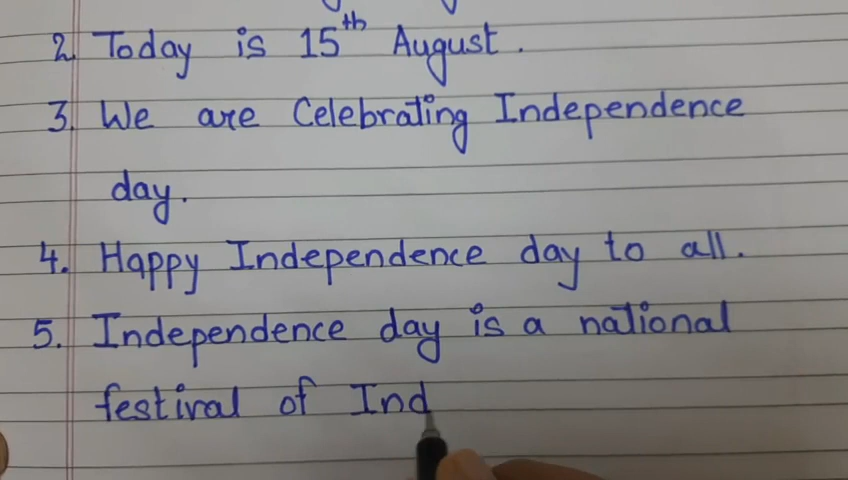 2. Today is 15th August.
3. We are Celebrating Independence
day.
4. Happy Independence day to all.
5. Independence day is a national
festival of Ind